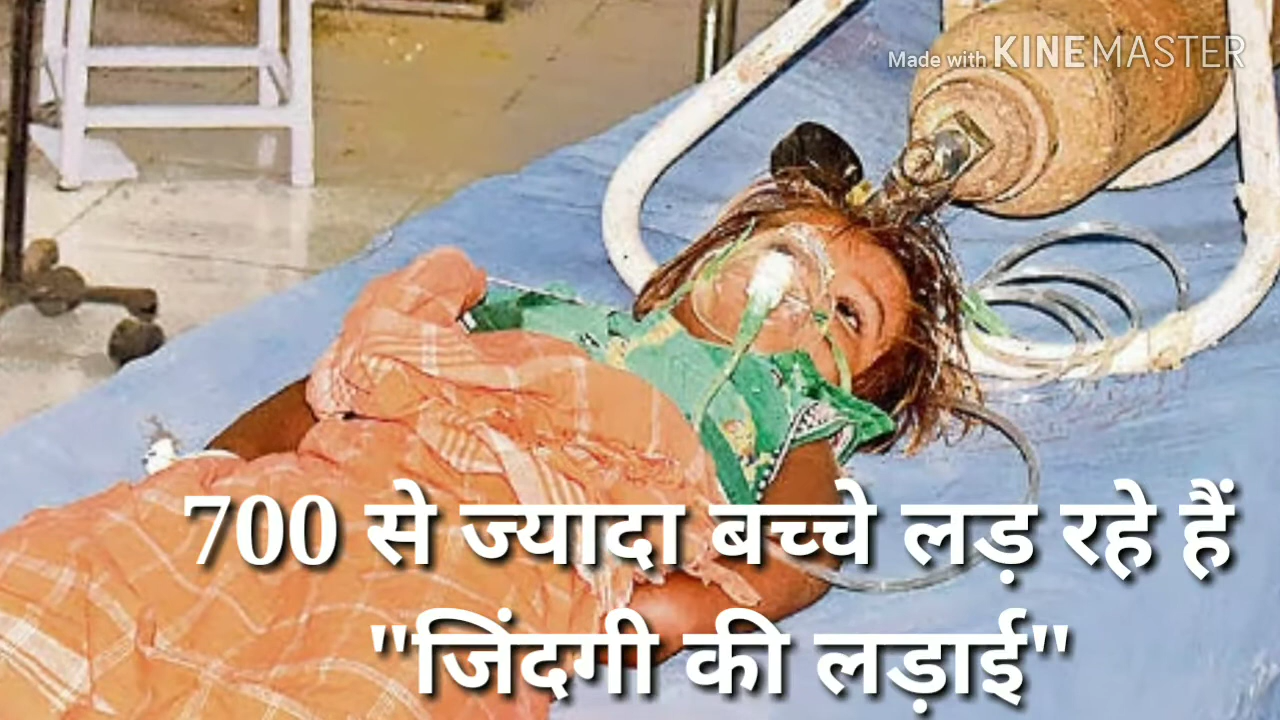 Made with KINEMASTER
700 से ज्यादा बच्चे लड़ रहे हैं
"जिंदगी की लड़ाई"